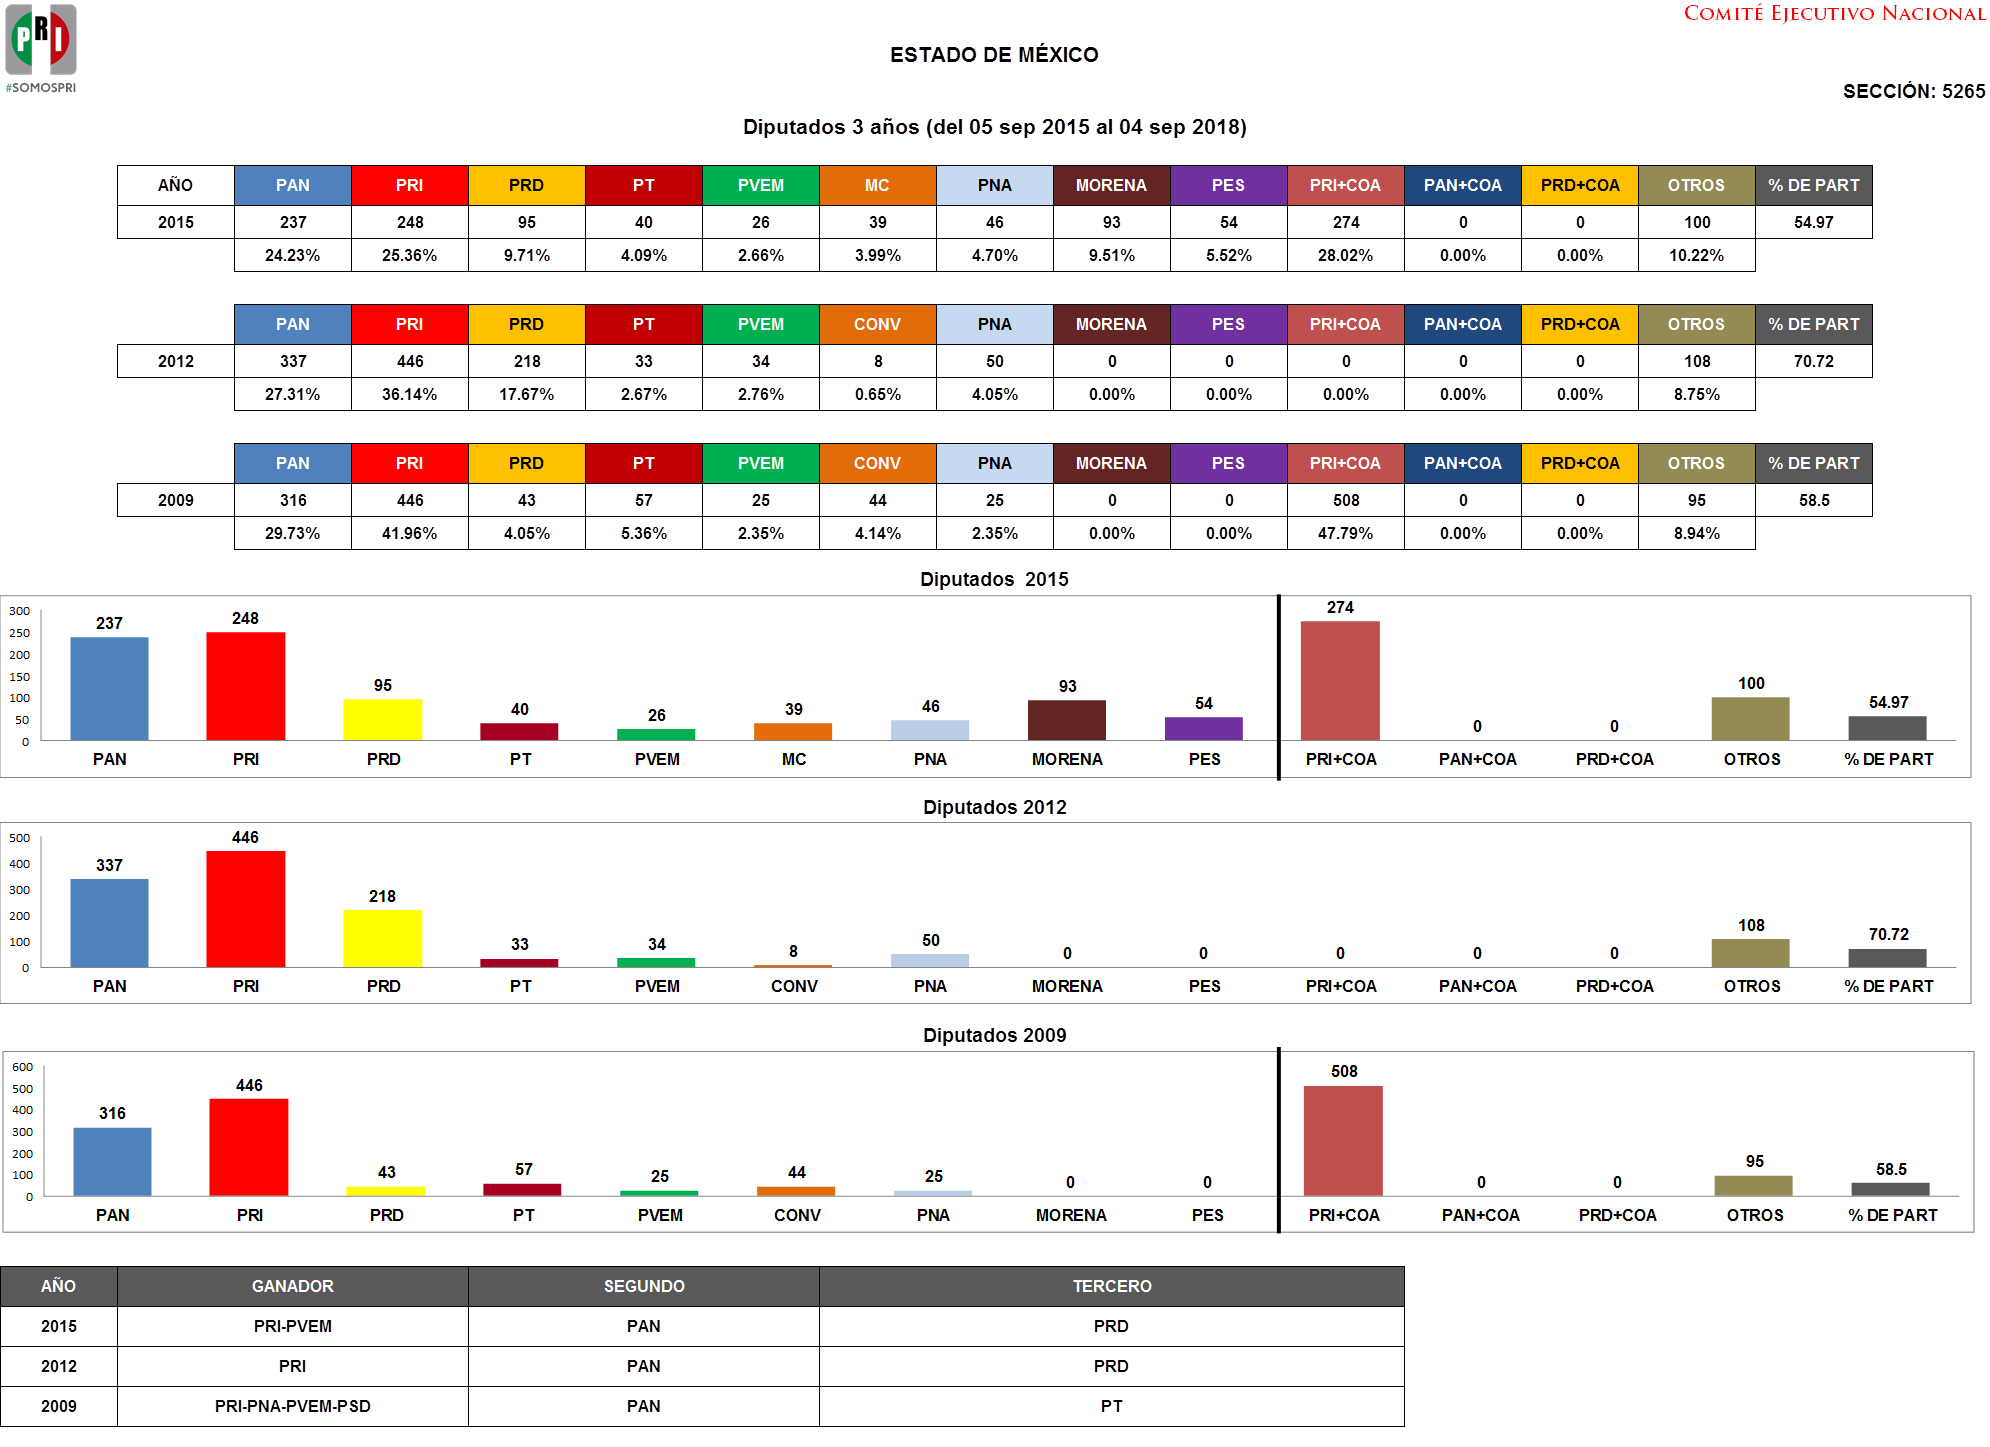 PRI
#SOMOSPRI
COMITÉ EJECUTIVO NACIONAL
ESTADO DE MÉXICO
SECCIÓN: 5265
Diputados 3 años (del 05 sep 2015 al 04 sep 2018)
AÑO PAN PRI PRD PT PVEM MC PNA MORENA PES PRI+COA PAN+COA PRD+COA OTROS % DE PART
2015 237 248 95 40 26 39 46 93 54 274 0 0 100 54.97
24.23% 25.36% 9.71% 4.09% 2.66% 3.99% 4.70% 9.51% 5.52% 28.02% 0.00% 0.00% 10.22%
PAN PRI PRD PT PVEM CONV PNA MORENA PES PRI+COA PAN+COA PRD+COA OTROS % DE PART
2012 337 446 218 33 34 8 50 0 0 0 0 0 108 70.72
27.31% 36.14% 17.67% 2.67% 2.76% 0.65% 4.05% 0.00% 0.00% 0.00% 0.00% 0.00% 8.75%
PAN PRI PRD PT PVEM CONV PNA MORENA PES PRI+COA PAN+COA PRD+COA OTROS % DE PART
2009 316 446 43 57 25 44 25 0 0 508 0 0 95 58.5
29.73% 41.96% 4.05% 5.36% 2.35% 4.14% 2.35% 0.00% 0.00% 47.79% 0.00% 0.00% 8.94%
Diputados 2015
300
250
200
150
100
50
0
237 248 95 40 26 39 46 93 54 274 0 0 100 54.97
PAN PRI PRD PT PVEM MC PNA MORENA PES PRI+COA PAN+COA PRD+COA OTROS % DE PART
Diputados 2012
500
400
300
200
100
0
337 446 218 33 34 8 50 0 0 0 0 0 108 70.72
PAN PRI PRD PT PVEM CONV PNA MORENA PES PRI+COA PAN+COA PRD+COA OTROS % DE PART
Diputados 2009
600
500
400
300
200
100
0
316 446 43 57 25 44 25 0 0 508 0 0 95 58.5
PAN PRI PRD PT PVEM CONV PNA MORENA PES PRI+COA PAN+COA PRD+COA OTROS % DE PART
AÑO GANADOR SEGUNDO TERCERO
2015 PRI-PVEM PAN PRD
2012 PRI PAN PRD
2009 PRI-PNA-PVEM-PSD PAN PT